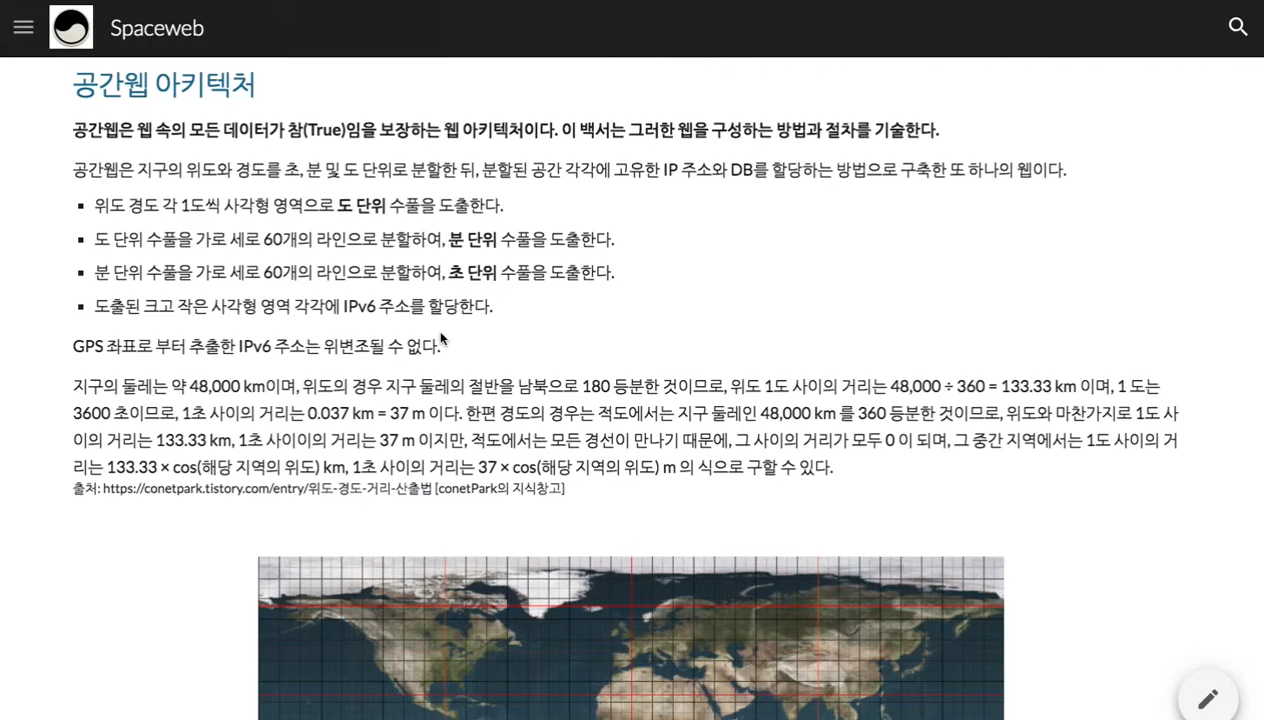 Spaceweb
공간웹 아키텍처
공간웹은 웹 속의 모든 데이터가 참(True)임을 보장하는 웹 아키텍처이다. 이 백서는 그러한 웹을 구성하는 방법과 절차를 기술한다.
공간웹은 지구의 위도와 경도를 초, 분 및 도 단위로 분할한 뒤, 분할된 공간 각각에 고유한 IP 주소와 DB를 할당하는 방법으로 구축한 또 하나의 웹이다.
▪ 위도 경도 각 1도씩 사각형 영역으로 도 단위 수풀을 도출한다.
▪ 도 단위 수풀을 가로 세로 60개의 라인으로 분할하여, 분 단위 수풀을 도출한다.
▪ 분 단위 수풀을 가로 세로 60개의 라인으로 분할하여, 초 단위 수풀을 도출한다.
▪ 도출된 크고 작은 사각형 영역 각각에 IPv6 주소를 할당한다.
GPS 좌표로 부터 추출한 IPv6 주소는 위변조될 수 없다.
지구의 둘레는 약 48,000 km이며, 위도의 경우 지구 둘레의 절반을 남북으로 180 등분한 것이므로, 위도 1도 사이의 거리는 48,000 ÷ 360 = 133.33 km 이며, 1 도는
3600 초이므로, 1초 사이의 거리는 0.037 km = 37 m 이다. 한편 경도의 경우는 적도에서는 지구 둘레인 48,000 km 를 360 등분한 것이므로, 위도와 마찬가지로 1도 사
이의 거리는 133.33 km, 1초 사이이의 거리는 37 m 이지만, 적도에서는 모든 경선이 만나기 때문에, 그 사이의 거리가 모두 0 이 되며, 그 중간 지역에서는 1도 사이의 거
리는 133.33 × cos(해당 지역의 위도) km, 1초 사이의 거리는 37 × cos(해당 지역의 위도) m 의 식으로 구할 수 있다.
출처: https://conetpark.tistory.com/entry/위도-경도-거리-산출법 [conetPark의 지식창고]